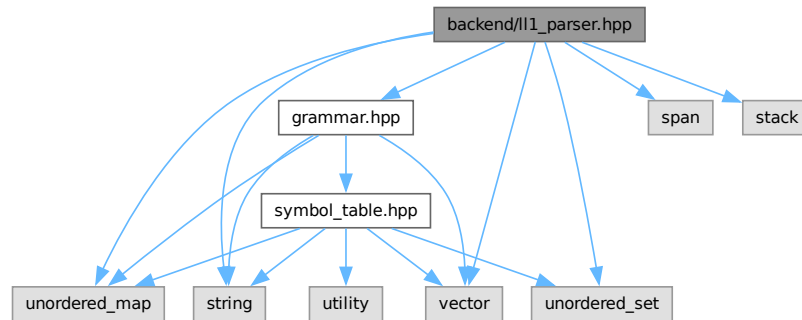 backend/ll1_parser.hpp
grammar.hpp
span
stack
symbol_table.hpp
unordered_map
string
utility
vector
unordered_set